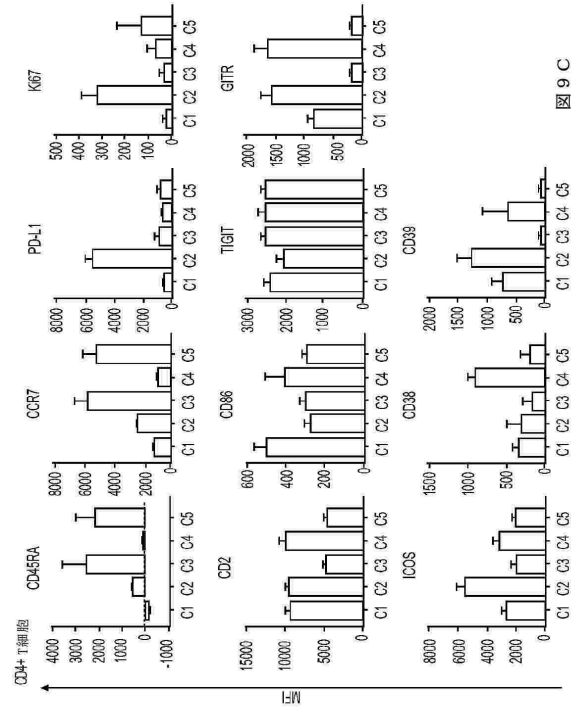 CD4+ T細胞
CD45RA
4000
3000
2000
1000
0
-1000
C1 C2 C3 C4 C5
CCR7
8000
6000
4000
2000
0
C1 C2 C3 C4 C5
PD-L1
8000
6000
4000
2000
0
C1 C2 C3 C4 C5
Ki67
500
400
300
200
100
0
C1 C2 C3 C4 C5
CD2
15000
10000
5000
0
C1 C2 C3 C4 C5
CD86
600
400
200
0
C1 C2 C3 C4 C5
TIGIT
3000
2000
1000
0
C1 C2 C3 C4 C5
GITR
2000
1500
1000
500
0
C1 C2 C3 C4 C5
ICOS
8000
6000
4000
2000
0
C1 C2 C3 C4 C5
CD38
1500
1000
500
0
C1 C2 C3 C4 C5
CD39
2000
1500
1000
500
0
C1 C2 C3 C4 C5
MFI
図 9 C